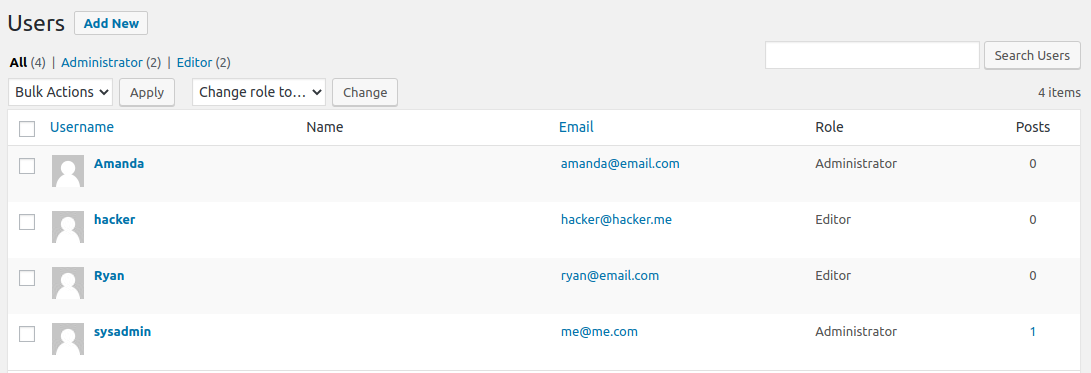 Users Add New
All (4) | Administrator (2) | Editor (2)
Search Users
Bulk Actions Apply Change role to... Change 4 items
Username Name Email Role Posts
Amanda amanda@email.com Administrator 0
hacker hacker@hacker.me Editor 0
Ryan ryan@email.com Editor 0
sysadmin me@me.com Administrator 1